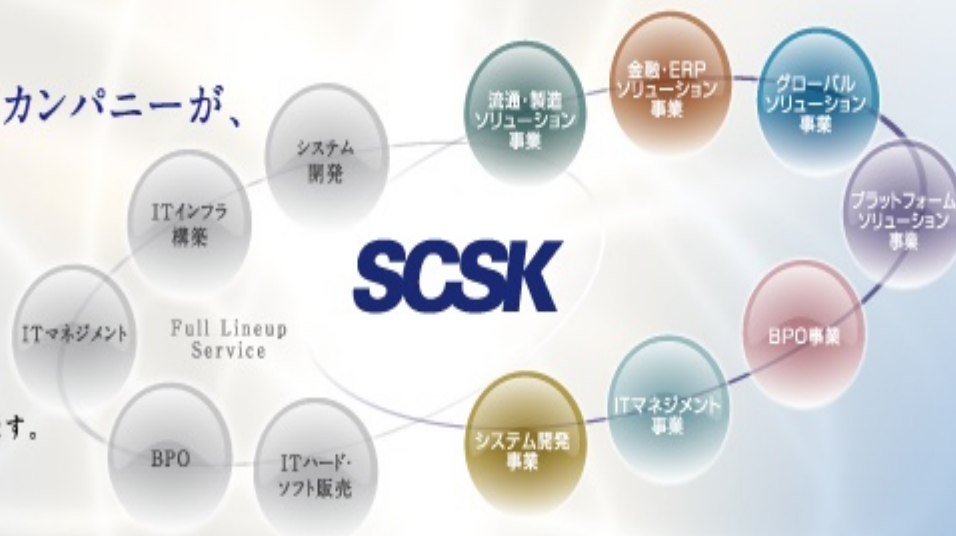 カンパニーが、
システム
開発
ITインフラ
構築
ITマネジメント
Full Lineup
Service
BPO
ITハード・
ソフト販売
す。
SCSK
流通・製造
ソリューション
事業
金融・ERP
ソリューション
事業
グローバル
ソリューション
事業
プラットフォーム
ソリューション
事業
BPO事業
ITマネジメント
事業
システム開発
事業